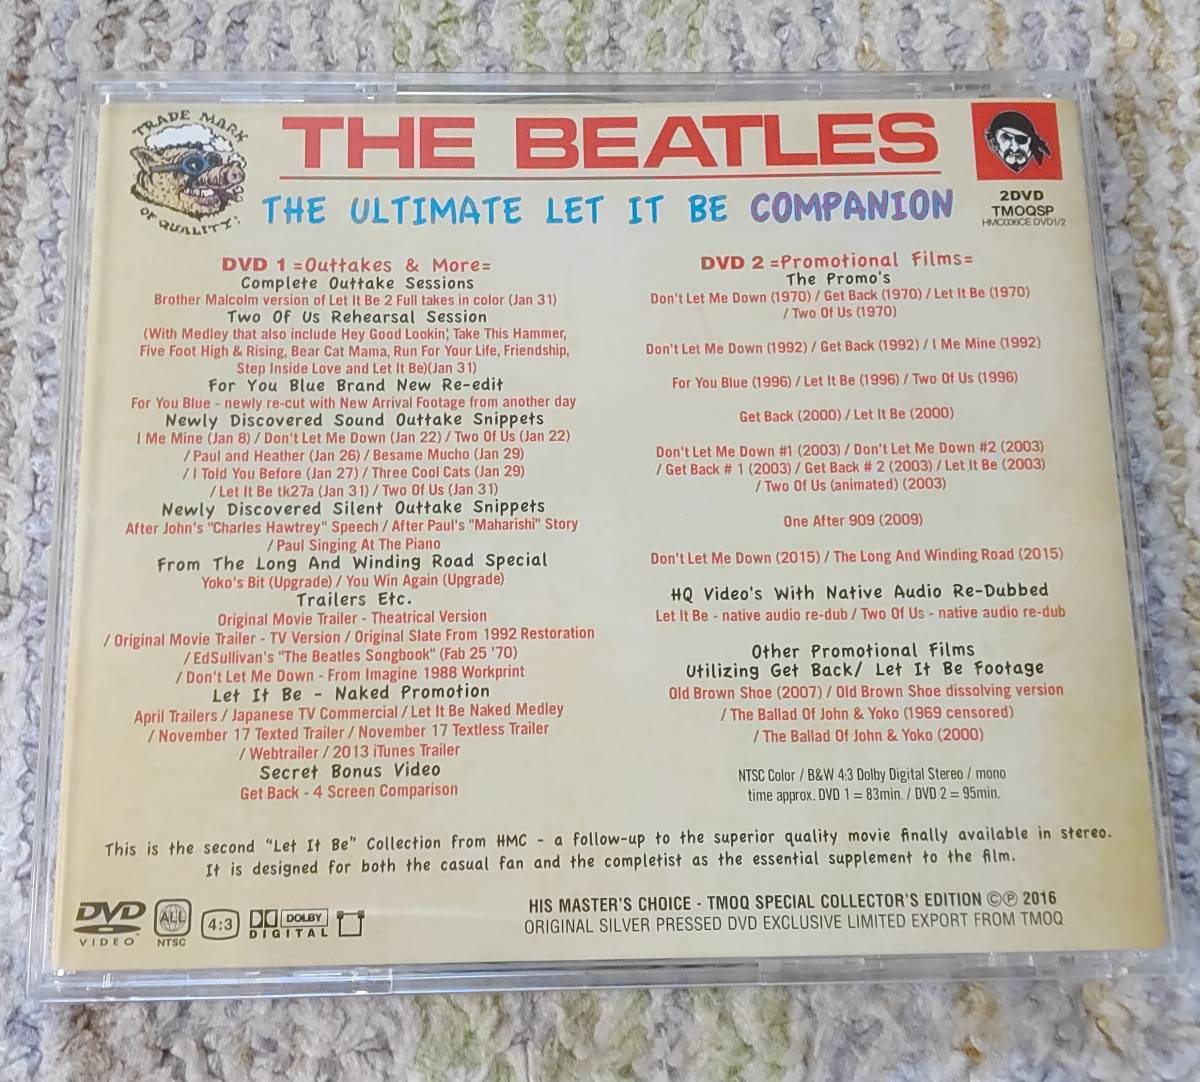 TRADE MARK
OF QUALITY!
THE BEATLES
THE ULTIMATE LET IT BE COMPANION
2DVD
TMOQSP
HMC036CE DVD1/2
DVD 1 =Outtakes & More=
Complete Outtake Sessions
Brother Malcolm version of Let It Be 2 Full takes in color (Jan 31)
Two Of Us Rehearsal Session
(With Medley that also include Hey Good Lookin', Take This Hammer,
Five Foot High & Rising, Bear Cat Mama, Run For Your Life, Friendship,
Step Inside Love and Let It Be)(Jan 31)
For You Blue Brand New Re-edit
For You Blue - newly re-cut with New Arrival Footage from another day
Newly Discovered Sound Outtake Snippets
I Me Mine (Jan 8) / Don't Let Me Down (Jan 22) / Two Of Us (Jan 22)
/ Paul and Heather (Jan 26) / Besame Mucho (Jan 29)
/ I Told You Before (Jan 27) / Three Cool Cats (Jan 29)
/ Let It Be tk27a (Jan 31) / Two Of Us (Jan 31)
Newly Discovered Silent Outtake Snippets
After John's "Charles Hawtrey" Speech / After Paul's "Maharishi" Story
/ Paul Singing At The Piano
From The Long And Winding Road Special
Yoko's Bit (Upgrade) / You Win Again (Upgrade)
Trailers Etc.
Original Movie Trailer - Theatrical Version
/ Original Movie Trailer - TV Version / Original Slate From 1992 Restoration
/ EdSullivan's "The Beatles Songbook" (Fab 25 '70)
/ Don't Let Me Down - From Imagine 1988 Workprint
Let It Be - Naked Promotion
April Trailers / Japanese TV Commercial / Let It Be Naked Medley
/ November 17 Texted Trailer / November 17 Textless Trailer
/ Webtrailer / 2013 iTunes Trailer
Secret Bonus Video
Get Back - 4 Screen Comparison
DVD 2 =Promotional Films=
The Promo's
Don't Let Me Down (1970) / Get Back (1970) / Let It Be (1970)
/ Two Of Us (1970)
Don't Let Me Down (1992) / Get Back (1992) / I Me Mine (1992)
For You Blue (1996) / Let It Be (1996) / Two Of Us (1996)
Get Back (2000) / Let It Be (2000)
Don't Let Me Down #1 (2003) / Don't Let Me Down #2 (2003)
/ Get Back # 1 (2003) / Get Back # 2 (2003) / Let It Be (2003)
/ Two Of Us (animated) (2003)
One After 909 (2009)
Don't Let Me Down (2015) / The Long And Winding Road (2015)
HQ Video's With Native Audio Re-Dubbed
Let It Be - native audio re-dub / Two Of Us - native audio re-dub
Other Promotional Films
Utilizing Get Back/ Let It Be Footage
Old Brown Shoe (2007) / Old Brown Shoe dissolving version
/ The Ballad Of John & Yoko (1969 censored)
/ The Ballad Of John & Yoko (2000)
NTSC Color / B&W 4:3 Dolby Digital Stereo / mono
time approx. DVD 1 = 83min. / DVD 2 = 95min.
This is the second "Let It Be" Collection from HMC - a follow-up to the superior quality movie finally available in stereo.
It is designed for both the casual fan and the completist as the essential supplement to the film.
DVD
VIDEO
ALL
NTSC
4:3
DOLBY
DIGITAL
HIS MASTER'S CHOICE - TMOQ SPECIAL COLLECTOR'S EDITION ©℗ 2016
ORIGINAL SILVER PRESSED DVD EXCLUSIVE LIMITED EXPORT FROM TMOQ